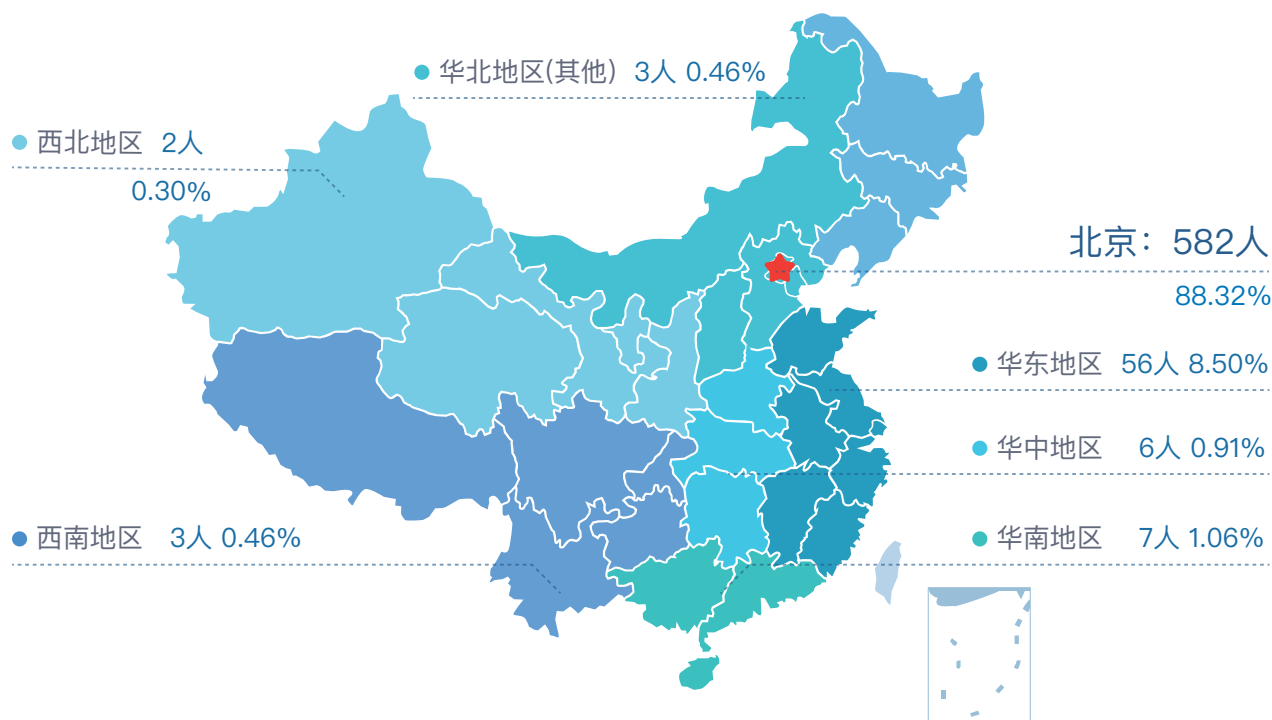 华北地区(其他) 3人 0.46%
西北地区 2人
0.30%
北京：582人
88.32%
华东地区 56人 8.50%
华中地区 6人 0.91%
西南地区 3人 0.46%
华南地区 7人 1.06%